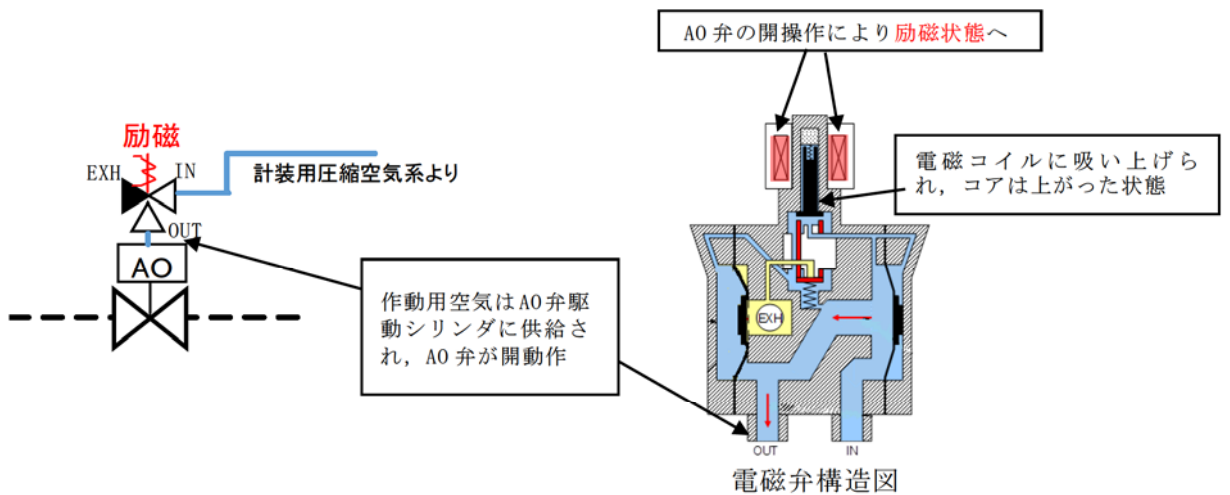 AO弁の開操作により励磁状態へ
励磁
EXH
IN
計装用圧縮空気系より
OUT
AO
電磁コイルに吸い上げら
れ，コアは上がった状態
作動用空気はAO弁駆
動シリンダに供給さ
れ，AO弁が開動作
EXH
OUT
IN
電磁弁構造図